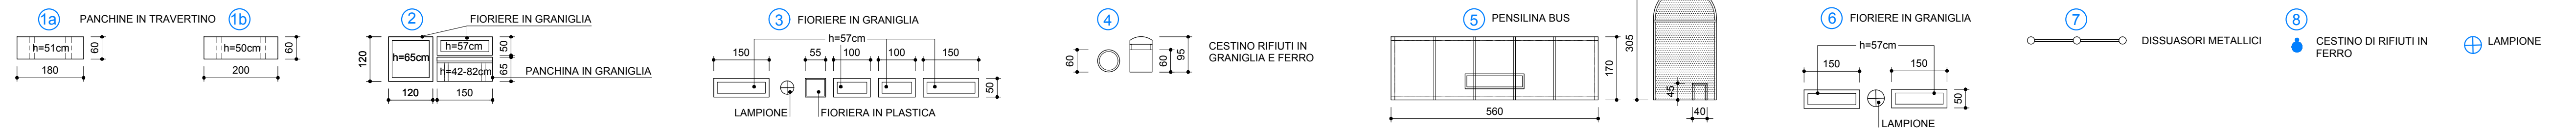 1a PANCHINE IN TRAVERTINO 1b
h=51cm 60
180
h=50cm 60
200
2 FIORIERE IN GRANIGLIA
120 h=65cm h=57cm 50
h=42-82cm 65 PANCHINA IN GRANIGLIA
120 150
3 FIORIERE IN GRANIGLIA
h=57cm
150 55 100 100 150
50
LAMPIONE FIORIERA IN PLASTICA
4
60 60 95
CESTINO RIFIUTI IN
GRANIGLIA E FERRO
5 PENSILINA BUS
170
560
305
45
40
6 FIORIERE IN GRANIGLIA
h=57cm
150 150
50
LAMPIONE
7
DISSUASORI METALLICI
8
CESTINO DI RIFIUTI IN
FERRO
LAMPIONE